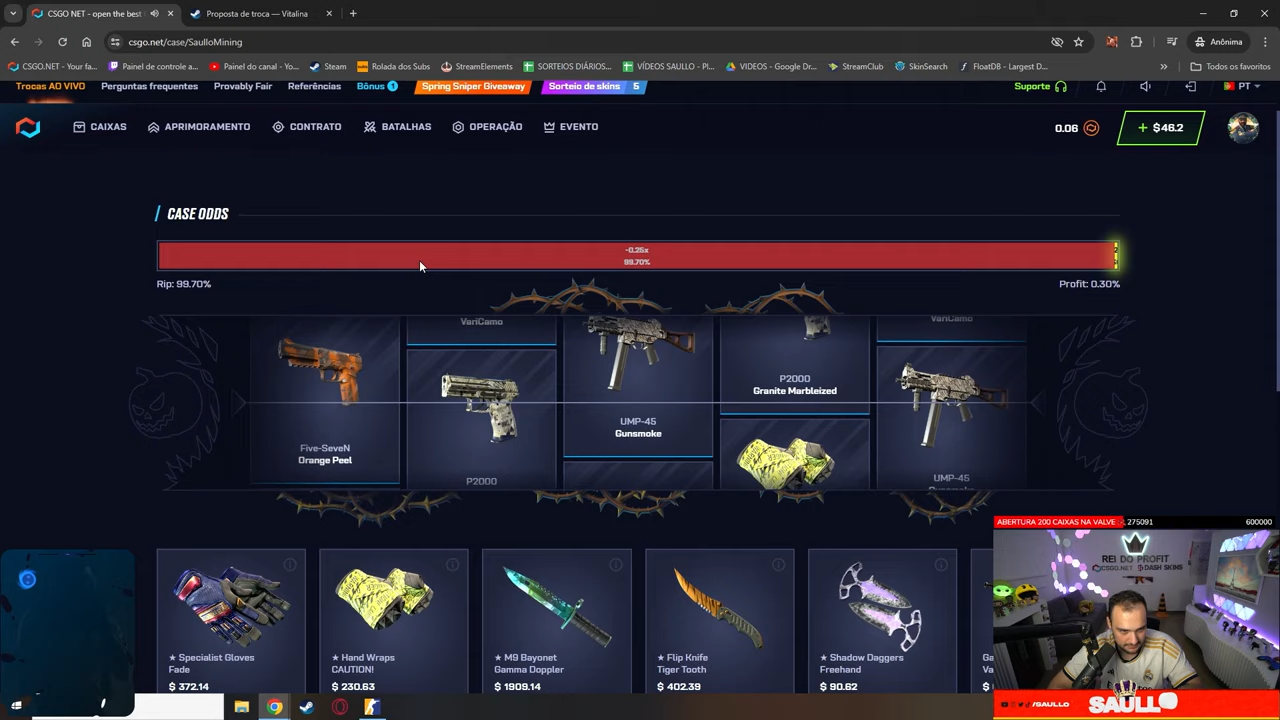 CSGO NET - open the best
Proposta de troca — Vitalina
csgo.net/case/SaulloMining
Anônima
CSGO.NET - Your fa...
Painel de controle a...
Painel do canal - Yo...
Steam
Rolada dos Subs
StreamElements
SORTEIOS DIÁRIOS...
VÍDEOS SAULLO - Pl...
VIDEOS - Google Dr...
StreamClub
SkinSearch
FloatDB - Largest D...
Todos os favoritos
Trocas AO VIVO
Perguntas frequentes
Provably Fair
Referências
Bônus 1
Spring Sniper Giveaway
Sorteio de skins 5
Suporte
PT
CAIXAS
APRIMORAMENTO
CONTRATO
BATALHAS
OPERAÇÃO
EVENTO
0.06
+ $46.2
CASE ODDS
-0.25x
99.70%
Rip: 99.70%
Profit: 0.30%
VariCamo
VariCamo
P2000
Granite Marbleized
UMP-45
Gunsmoke
Five-SeveN
Orange Peel
P2000
UMP-45
ABERTURA 200 CAIXAS NA VALVE
275091
600000
REI DO PROFIT
CSGO.NET
DASH SKINS
★ Specialist Gloves
Fade
$ 372.14
★ Hand Wraps
CAUTION!
$ 230.63
★ M9 Bayonet
Gamma Doppler
$ 1909.14
★ Flip Knife
Tiger Tooth
$ 402.39
★ Shadow Daggers
Freehand
$ 90.62
/SAULLO
SAULLO